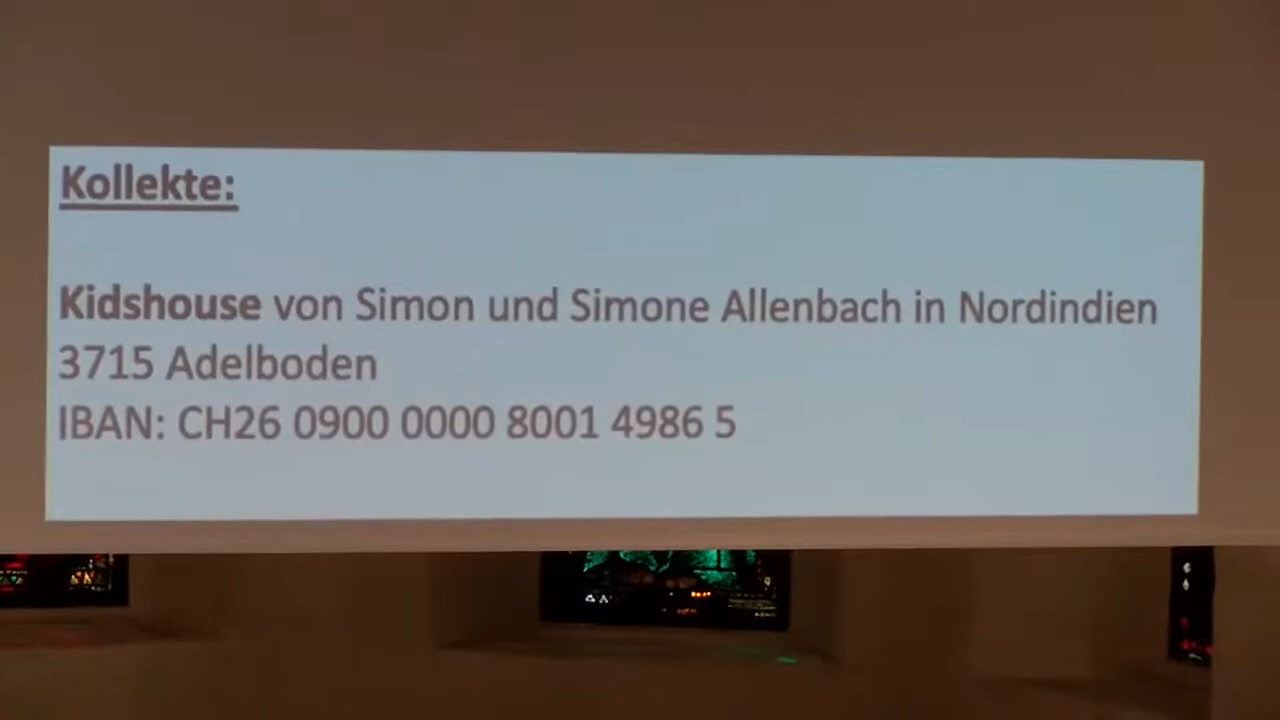 Kollekte:
Kidshouse von Simon und Simone Allenbach in Nordindien
3715 Adelboden
IBAN: CH26 0900 0000 8001 4986 5